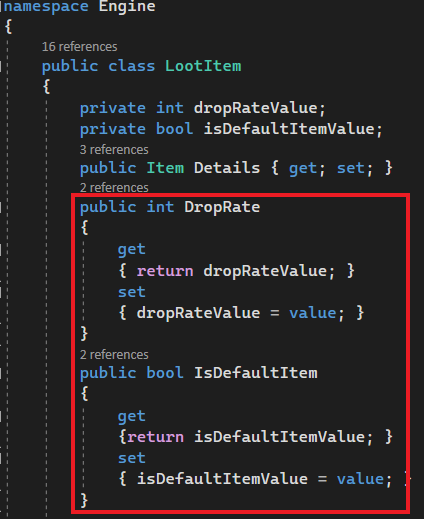 namespace Engine
{
16 references
public class LootItem
{
private int dropRateValue;
private bool isDefaultItemValue;
3 references
public Item Details { get; set; }
2 references
public int DropRate
{
get
{ return dropRateValue; }
set
{ dropRateValue = value; }
}
2 references
public bool IsDefaultItem
{
get
{return isDefaultItemValue; }
set
{ isDefaultItemValue = value; }
}